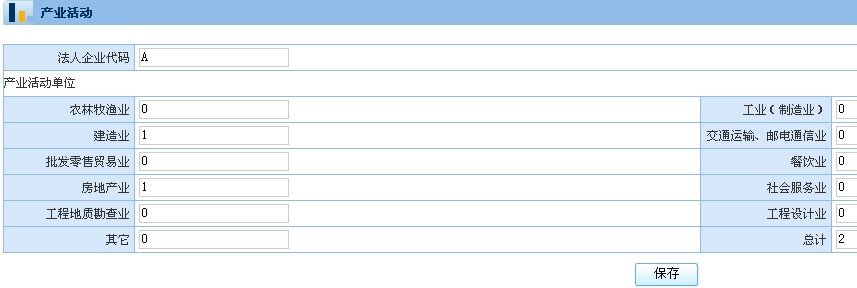 产业活动
法人企业代码 A
产业活动单位
农林牧渔业 0 工业（制造业） 0
建造业 1 交通运输、邮电通信业 0
批发零售贸易业 0 餐饮业 0
房地产业 1 社会服务业 0
工程地质勘查业 0 工程设计业 0
其它 0 总计 2
保存